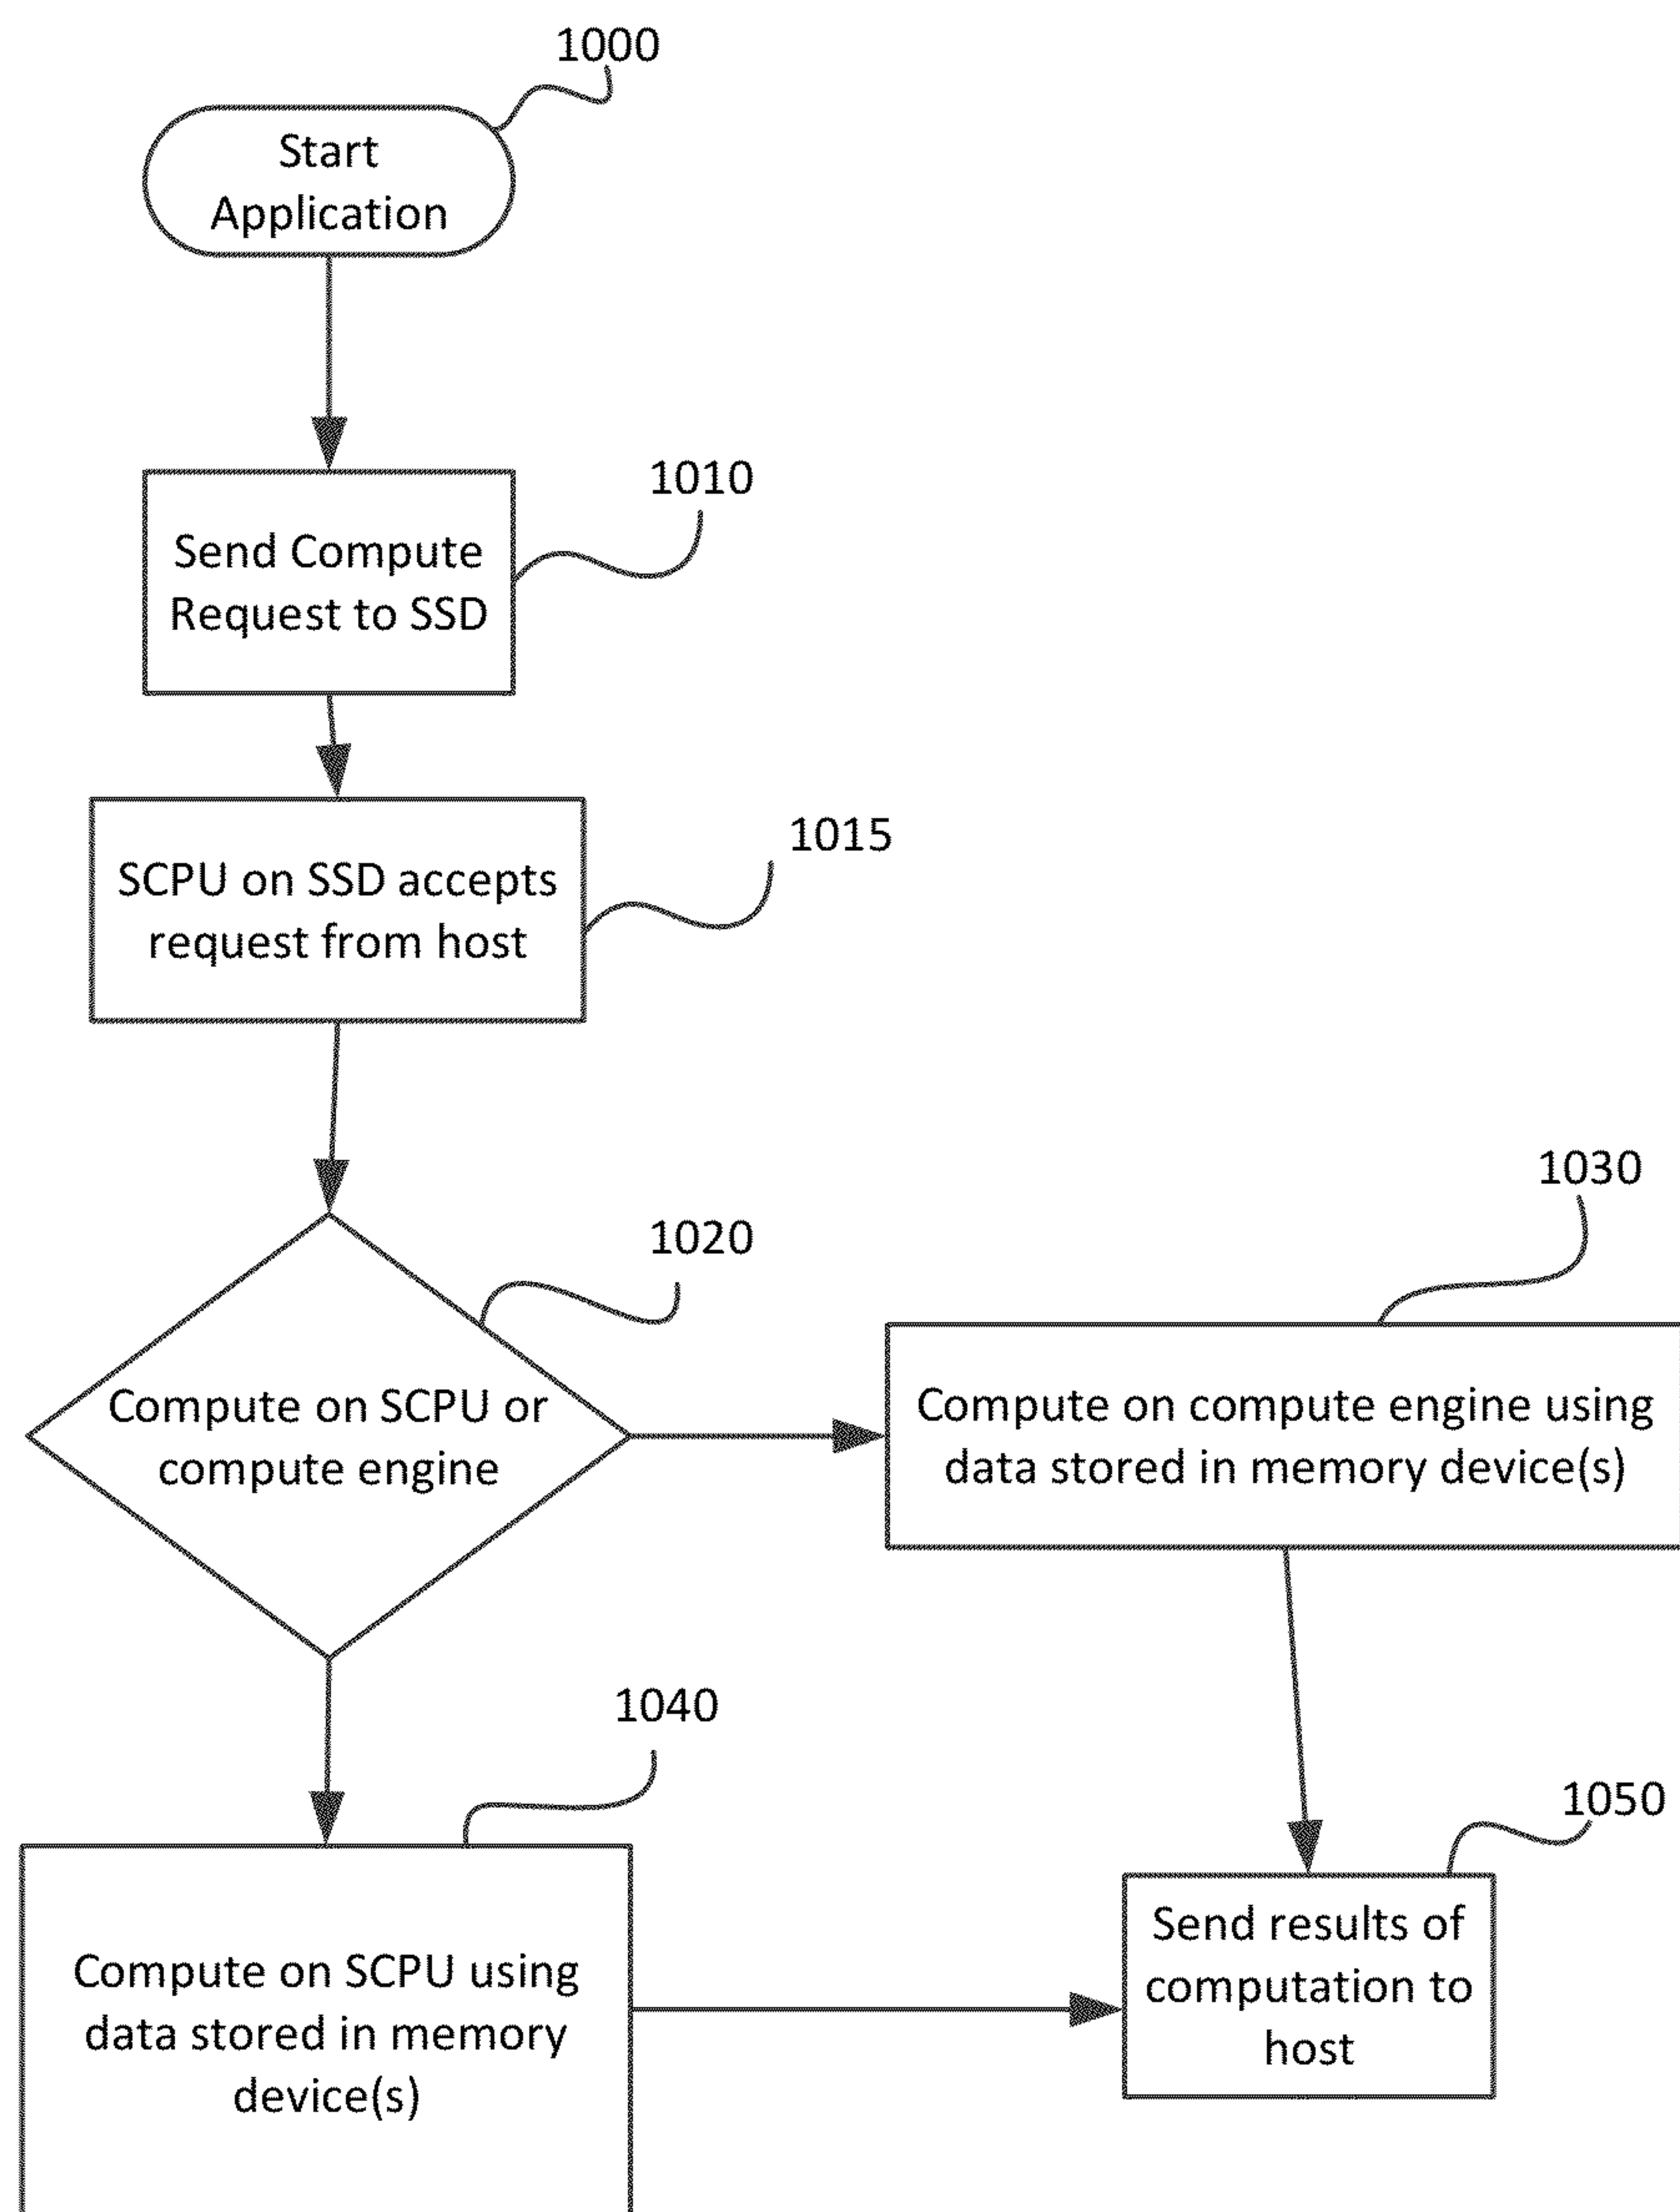 1000
Start
Application
1010
Send Compute
Request to SSD
1015
SCPU on SSD accepts
request from host
1020
Compute on SCPU or
compute engine
1030
Compute on compute engine using
data stored in memory device(s)
1040
Compute on SCPU using
data stored in memory
device(s)
1050
Send results of
computation to
host